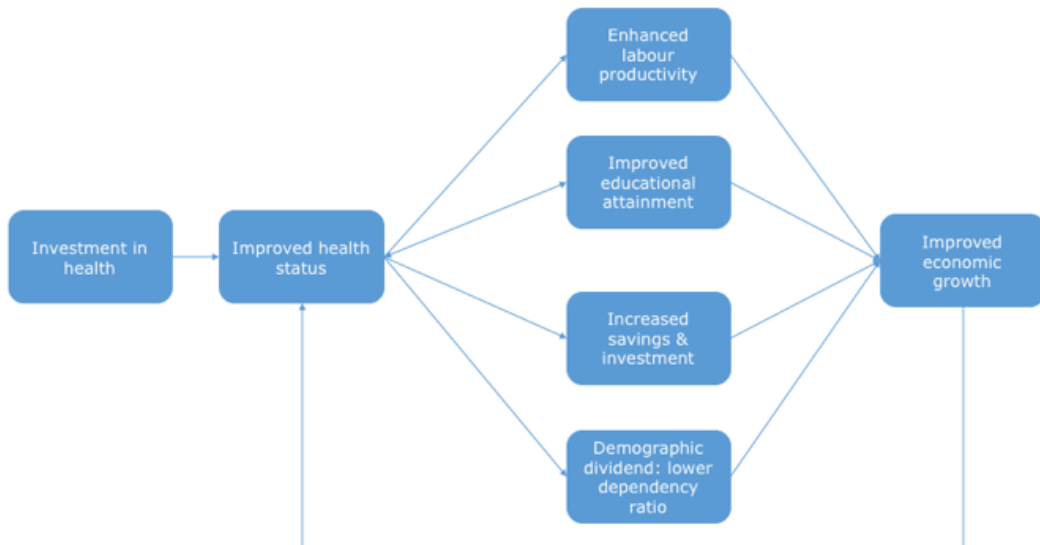 Investment in
health
Improved health
status
Enhanced
labour
productivity
Improved
educational
attainment
Increased
savings &
investment
Demographic
dividend: lower
dependency
ratio
Improved
economic
growth